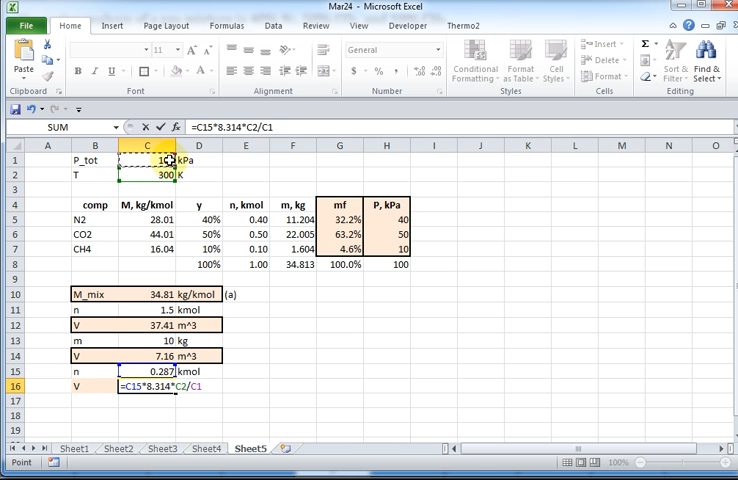 Mar24 - Microsoft Excel
File Home Insert Page Layout Formulas Data Review View Developer Thermo2
Paste
11 A A
General
B I U A
$ % ,
Conditional Formatting
Format as Table
Cell Styles
Insert
Delete
Format
Σ
Sort & Filter
Find & Select
Clipboard Font Alignment Number Styles Cells Editing
SUM fx =C15*8.314*C2/C1
A B C D E F G H I J K L M N
1 P_tot kPa
2 T 300 K
3
4 comp M, kg/kmol y n, kmol m, kg mf P, kPa
5 N2 28.01 40% 0.40 11.204 32.2% 40
6 CO2 44.01 50% 0.50 22.005 63.2% 50
7 CH4 16.04 10% 0.10 1.604 4.6% 10
8 100% 1.00 34.813 100.0% 100
9
10 M_mix 34.81 kg/kmol (a)
11 n 1.5 kmol
12 V 37.41 m^3
13 m 10 kg
14 V 7.16 m^3
15 n 0.287 kmol
16 V =C15*8.314*C2/C1
17
18
19
Sheet1 Sheet2 Sheet3 Sheet4 Sheet5
Point 100%